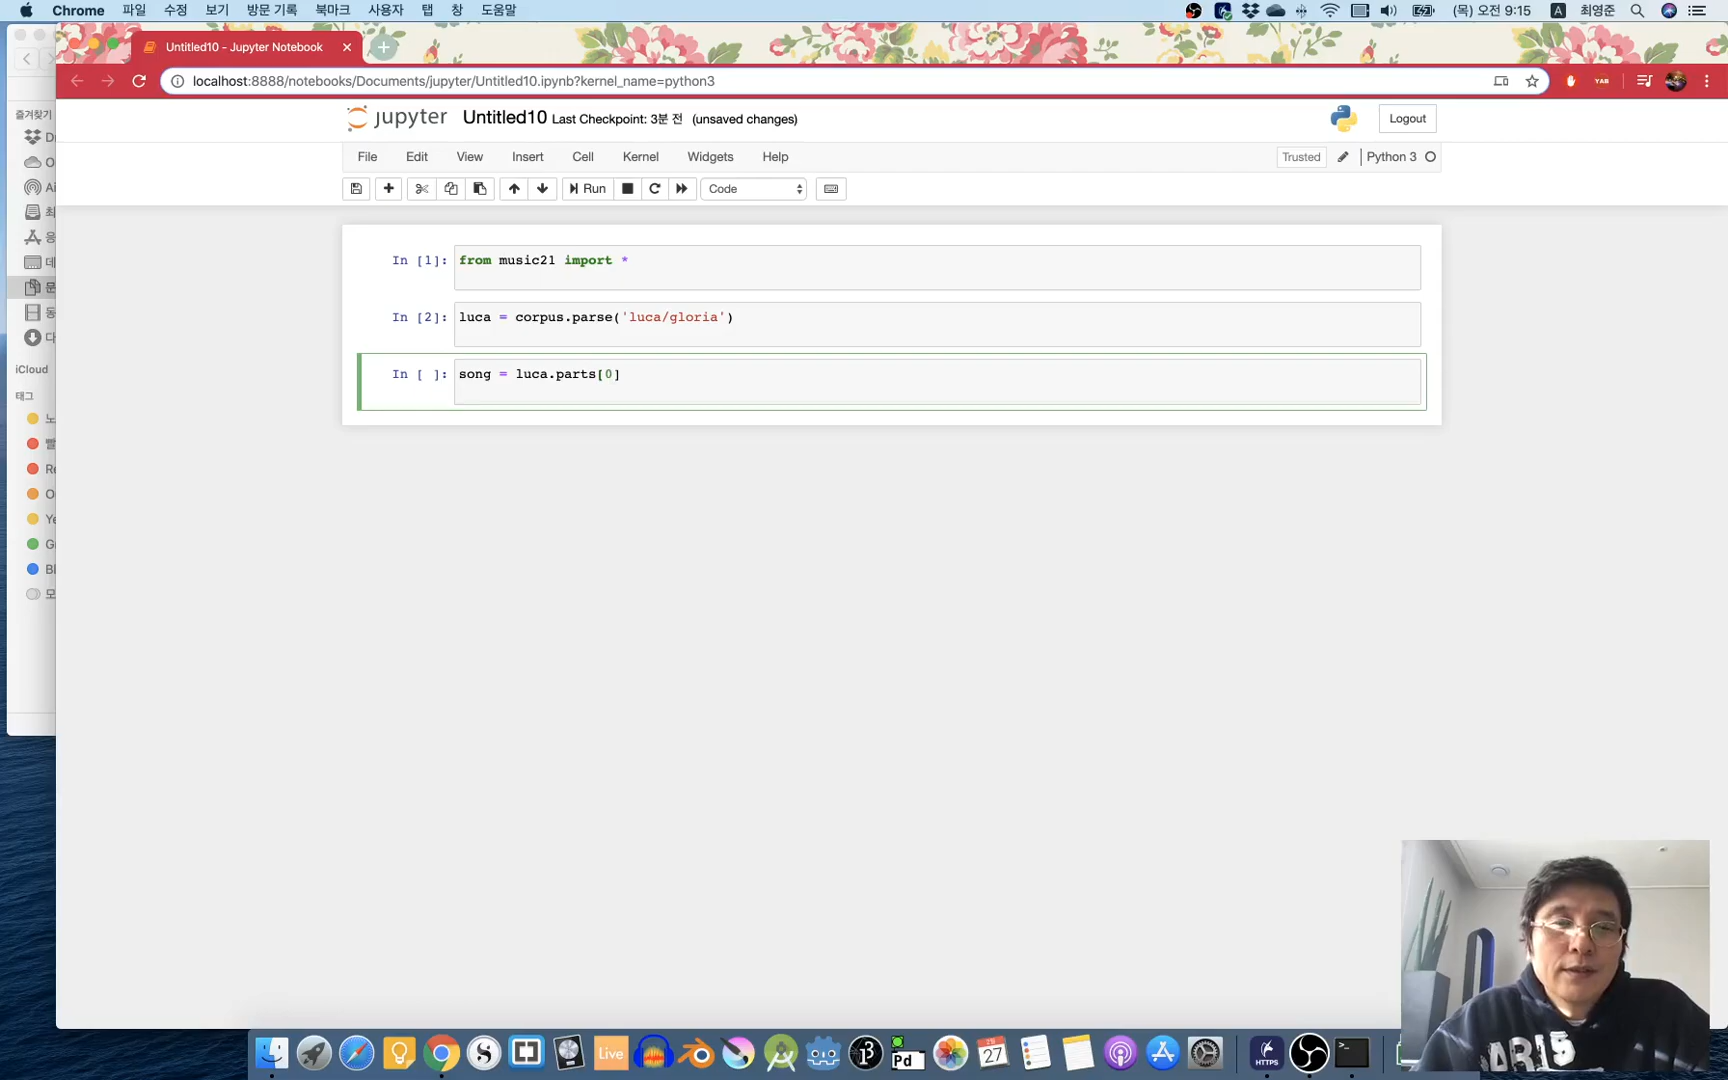 Chrome 파일 수정 보기 방문 기록 북마크 사용자 탭 창 도움말 (목) 오전 9:15 A 최영준
Untitled10 - Jupyter Notebook
localhost:8888/notebooks/Documents/jupyter/Untitled10.ipynb?kernel_name=python3
YAB
jupyter Untitled10 Last Checkpoint: 3분 전 (unsaved changes)
Logout
File Edit View Insert Cell Kernel Widgets Help
Trusted Python 3
Run Code
In [1]: from music21 import *
In [2]: luca = corpus.parse('luca/gloria')
In [ ]: song = luca.parts[0]
즐겨찾기
iCloud
태그
Live
Pd
27
HTTPS